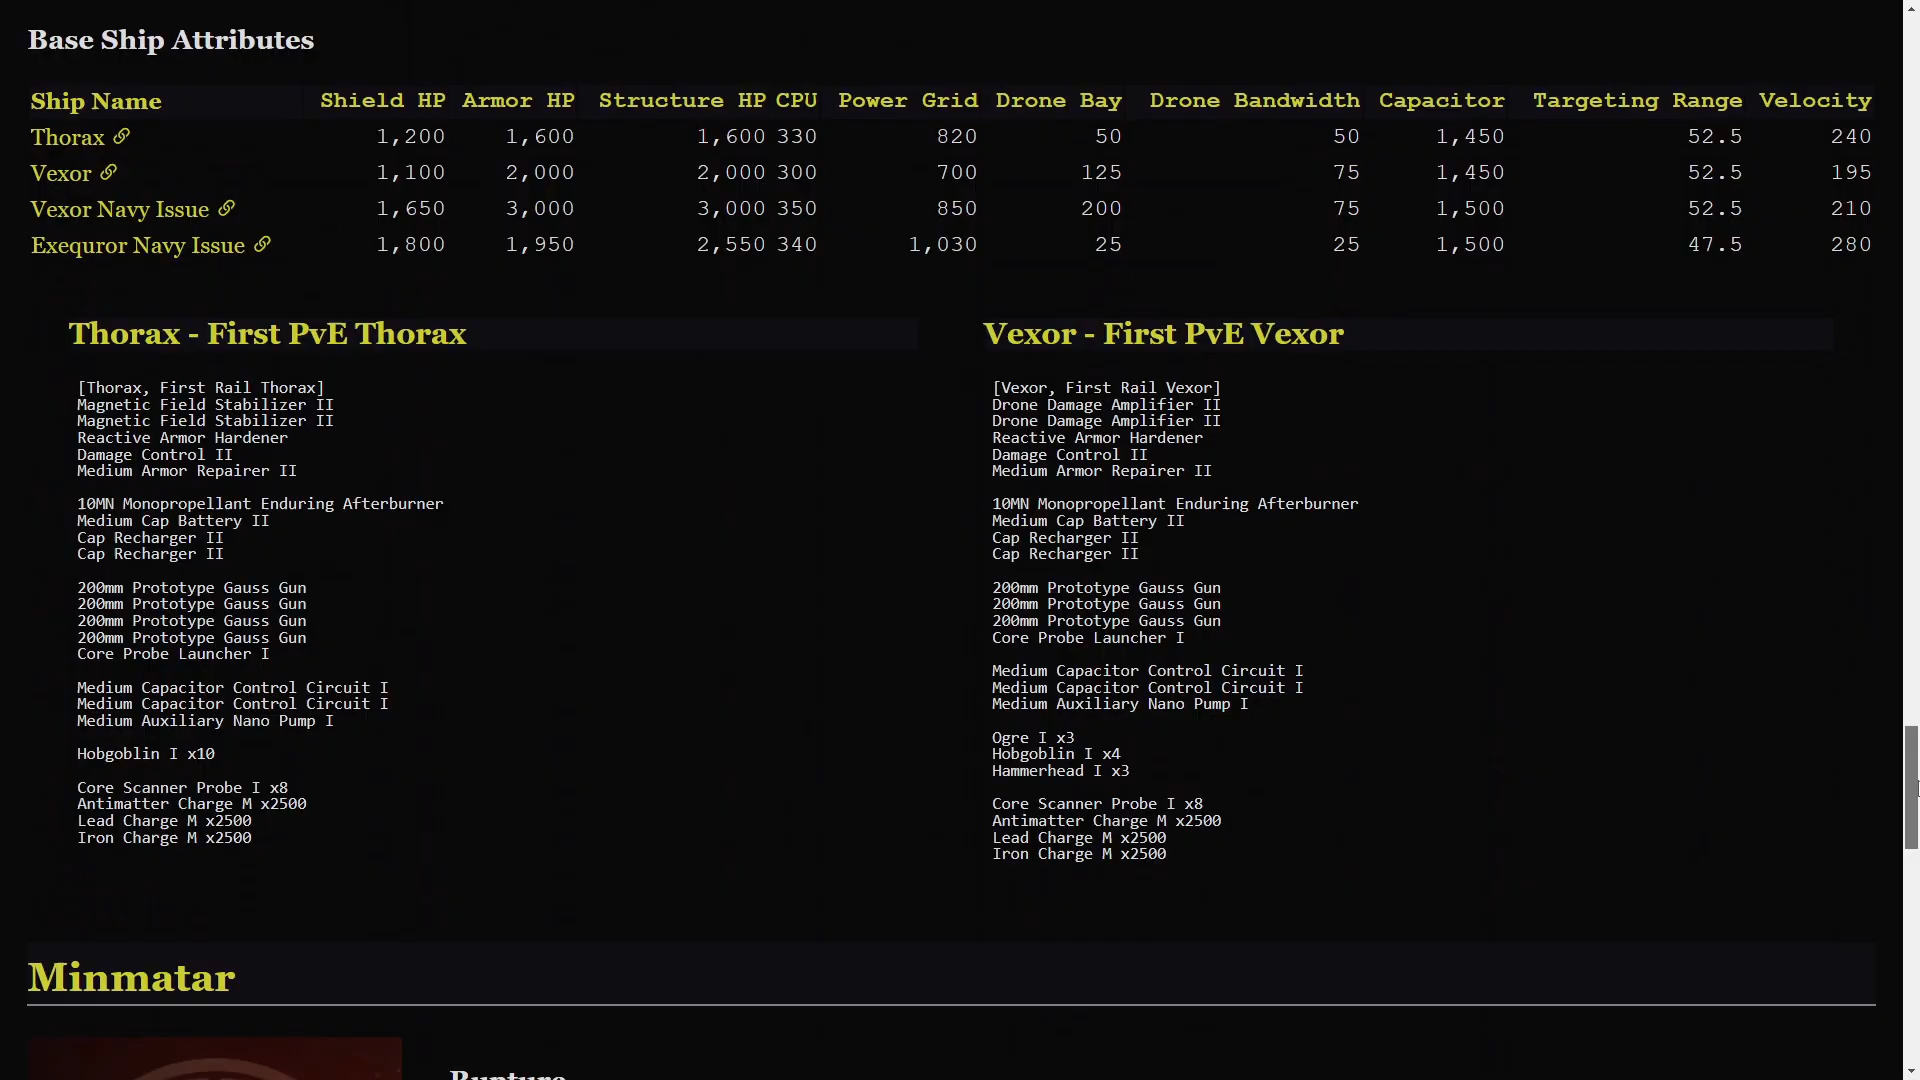 Base Ship Attributes
Ship Name Shield HP Armor HP Structure HP CPU Power Grid Drone Bay Drone Bandwidth Capacitor Targeting Range Velocity
Thorax 1,200 1,600 1,600 330 820 50 50 1,450 52.5 240
Vexor 1,100 2,000 2,000 300 700 125 75 1,450 52.5 195
Vexor Navy Issue 1,650 3,000 3,000 350 850 200 75 1,500 52.5 210
Exequror Navy Issue 1,800 1,950 2,550 340 1,030 25 25 1,500 47.5 280
Thorax - First PvE Thorax
[Thorax, First Rail Thorax]
Magnetic Field Stabilizer II
Magnetic Field Stabilizer II
Reactive Armor Hardener
Damage Control II
Medium Armor Repairer II
10MN Monopropellant Enduring Afterburner
Medium Cap Battery II
Cap Recharger II
Cap Recharger II
200mm Prototype Gauss Gun
200mm Prototype Gauss Gun
200mm Prototype Gauss Gun
200mm Prototype Gauss Gun
Core Probe Launcher I
Medium Capacitor Control Circuit I
Medium Capacitor Control Circuit I
Medium Auxiliary Nano Pump I
Hobgoblin I x10
Core Scanner Probe I x8
Antimatter Charge M x2500
Lead Charge M x2500
Iron Charge M x2500
Vexor - First PvE Vexor
[Vexor, First Rail Vexor]
Drone Damage Amplifier II
Drone Damage Amplifier II
Reactive Armor Hardener
Damage Control II
Medium Armor Repairer II
10MN Monopropellant Enduring Afterburner
Medium Cap Battery II
Cap Recharger II
Cap Recharger II
200mm Prototype Gauss Gun
200mm Prototype Gauss Gun
200mm Prototype Gauss Gun
Core Probe Launcher I
Medium Capacitor Control Circuit I
Medium Capacitor Control Circuit I
Medium Auxiliary Nano Pump I
Ogre I x3
Hobgoblin I x4
Hammerhead I x3
Core Scanner Probe I x8
Antimatter Charge M x2500
Lead Charge M x2500
Iron Charge M x2500
Minmatar
Rupture